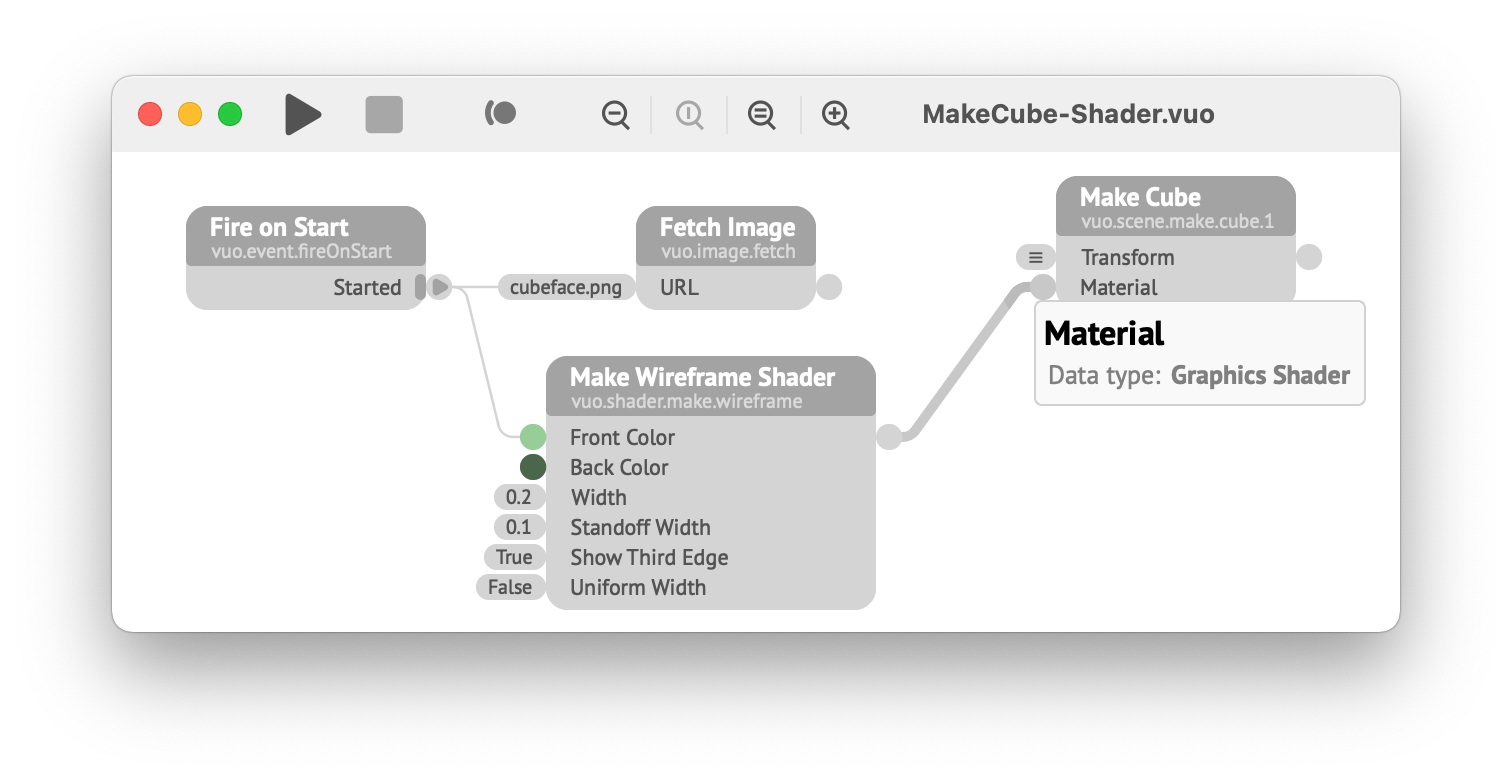 MakeCube-Shader.vuo
Fire on Start
vuo.event.fireOnStart
Started
cubeface.png
Fetch Image
vuo.image.fetch
URL
Make Cube
vuo.scene.make.cube.1
Transform
Material
Material
Data type: Graphics Shader
Make Wireframe Shader
vuo.shader.make.wireframe
Front Color
Back Color
0.2 Width
0.1 Standoff Width
True Show Third Edge
False Uniform Width